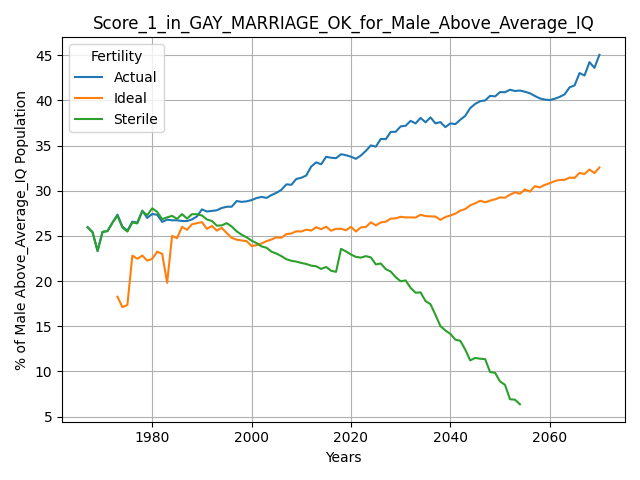 Score_1_in_GAY_MARRIAGE_OK_for_Male_Above_Average_IQ
Fertility
Actual
Ideal
Sterile
% of Male Above_Average_IQ Population
45
40
35
30
25
20
15
10
5
1980
2000
2020
2040
2060
Years